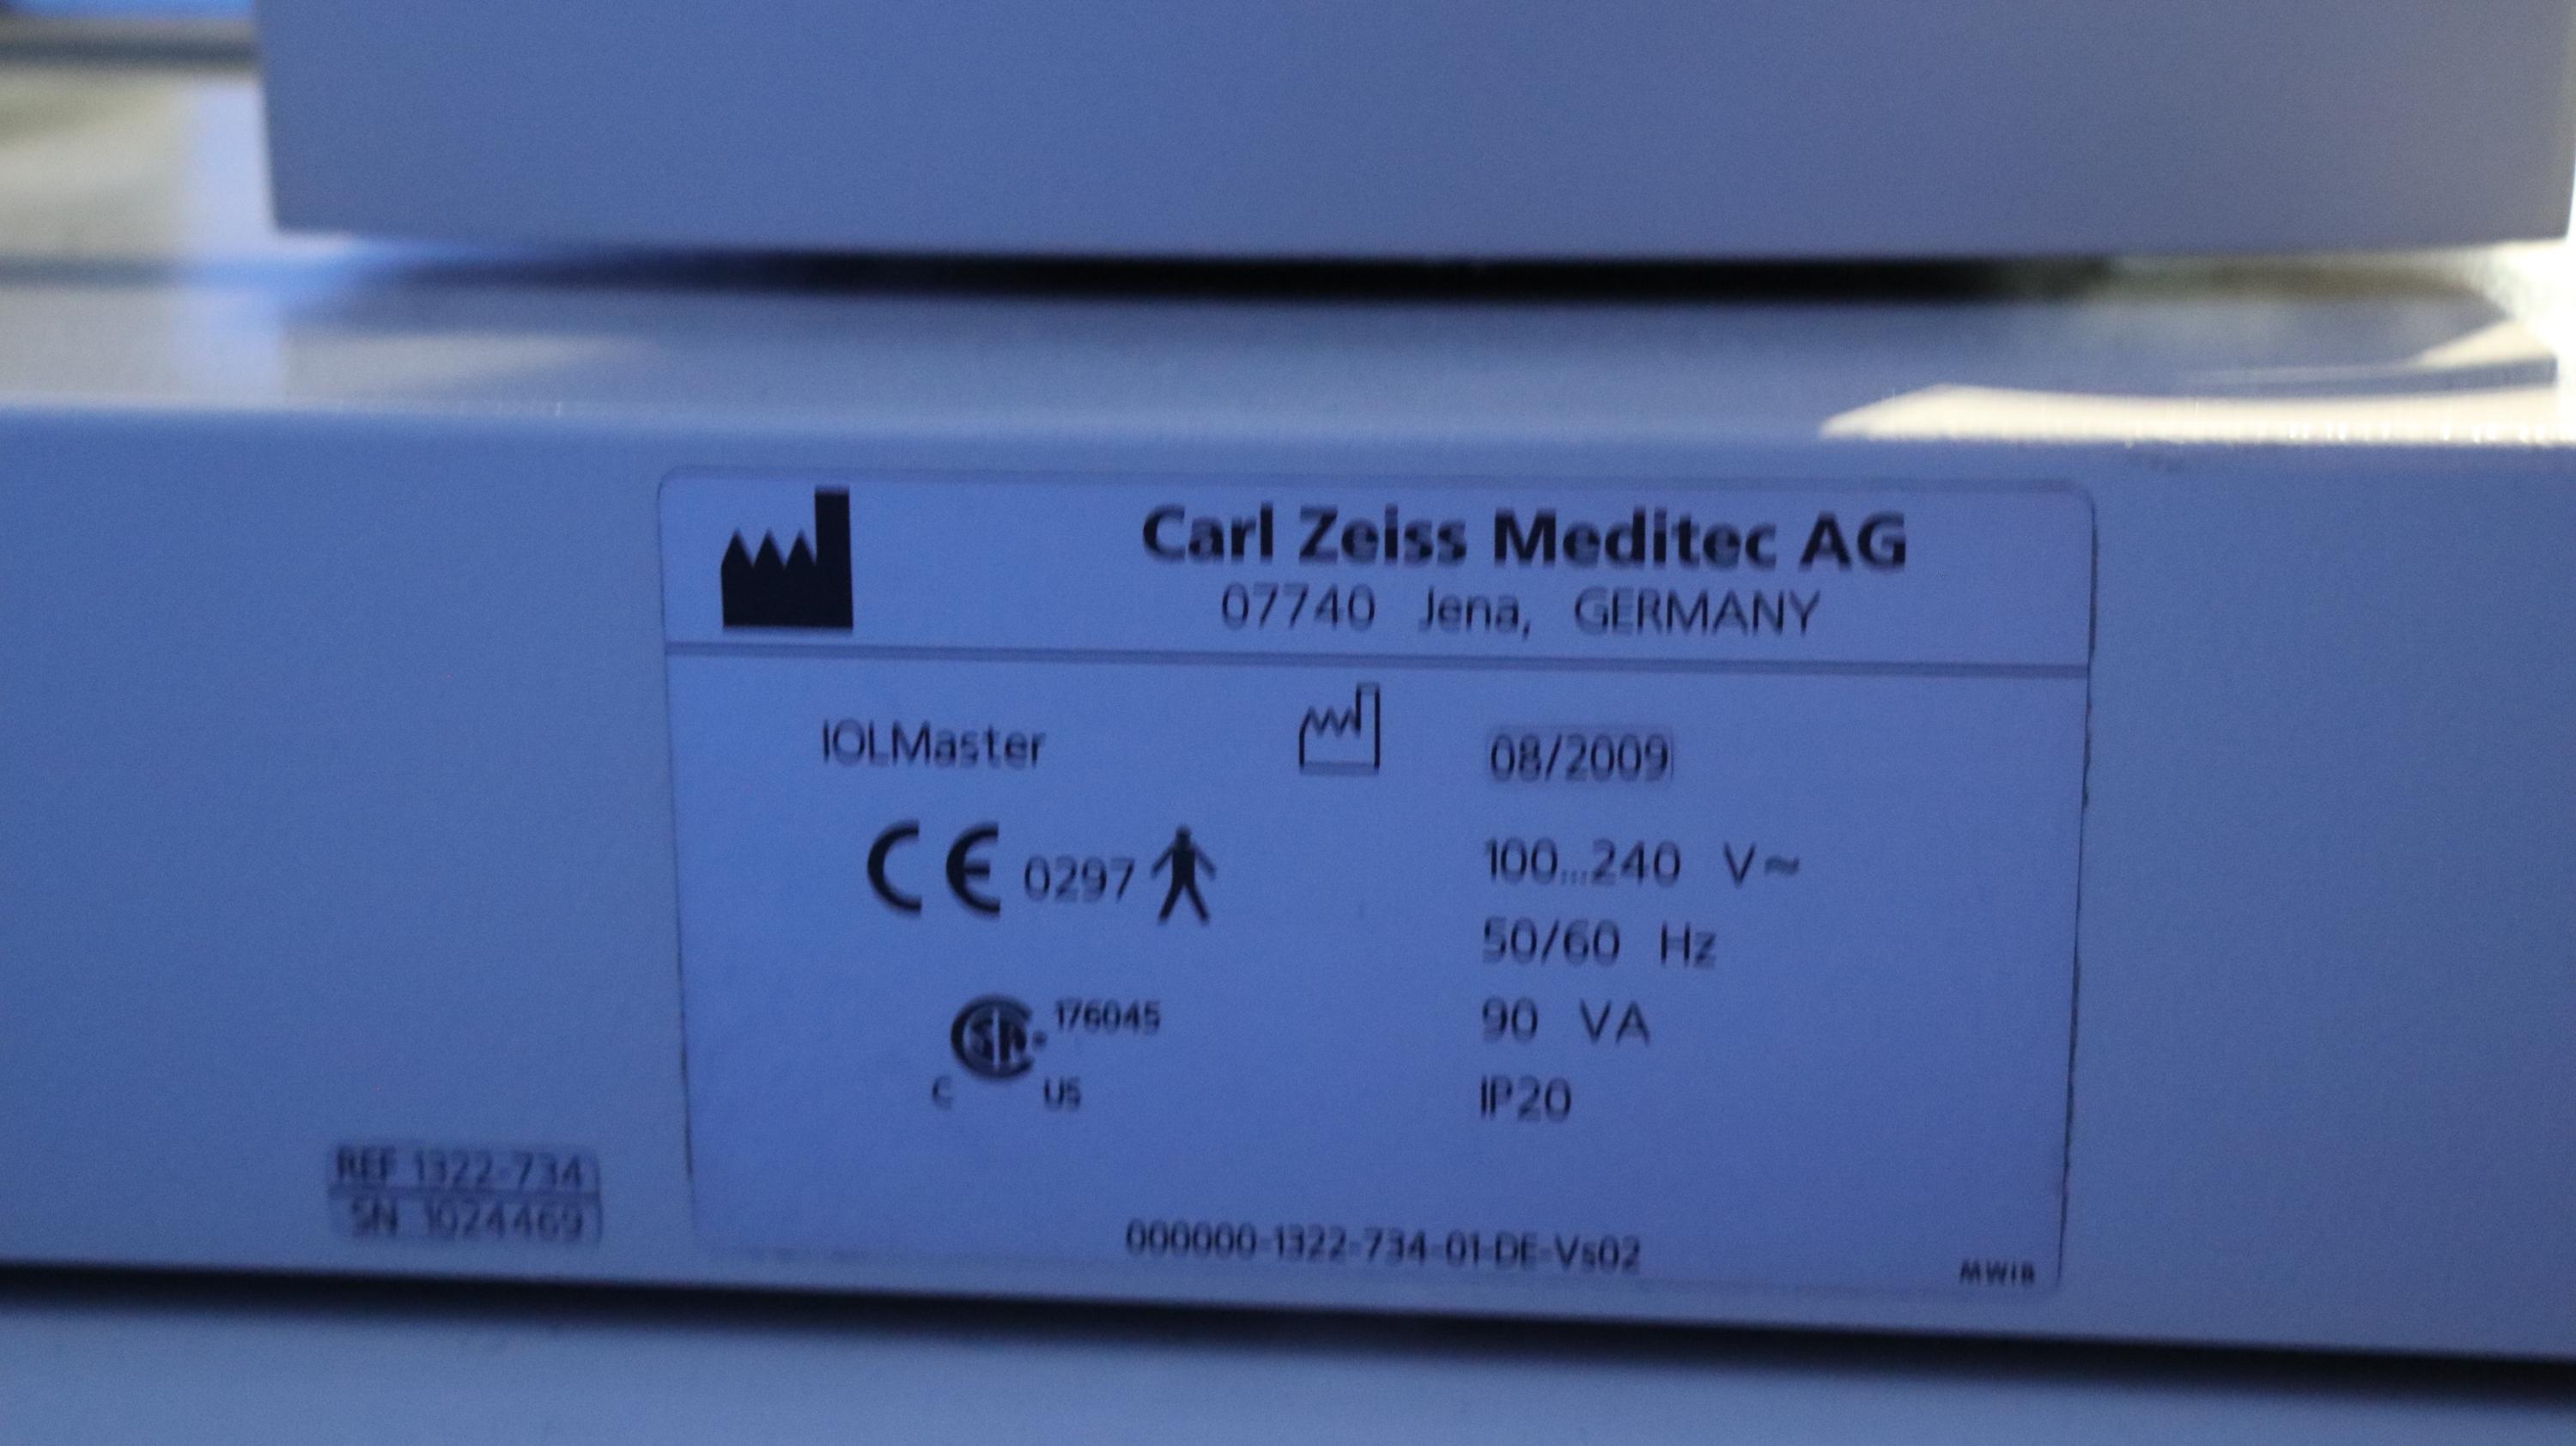 Carl Zeiss Meditec AG
07740 Jena, GERMANY
IOLMaster
08/2009
CE 0297
100...240 V~
50/60 Hz
176045
90 VA
C US
IP20
REF 1322-734
SN 1024469
000000-1322-734-01-DE-Vs02